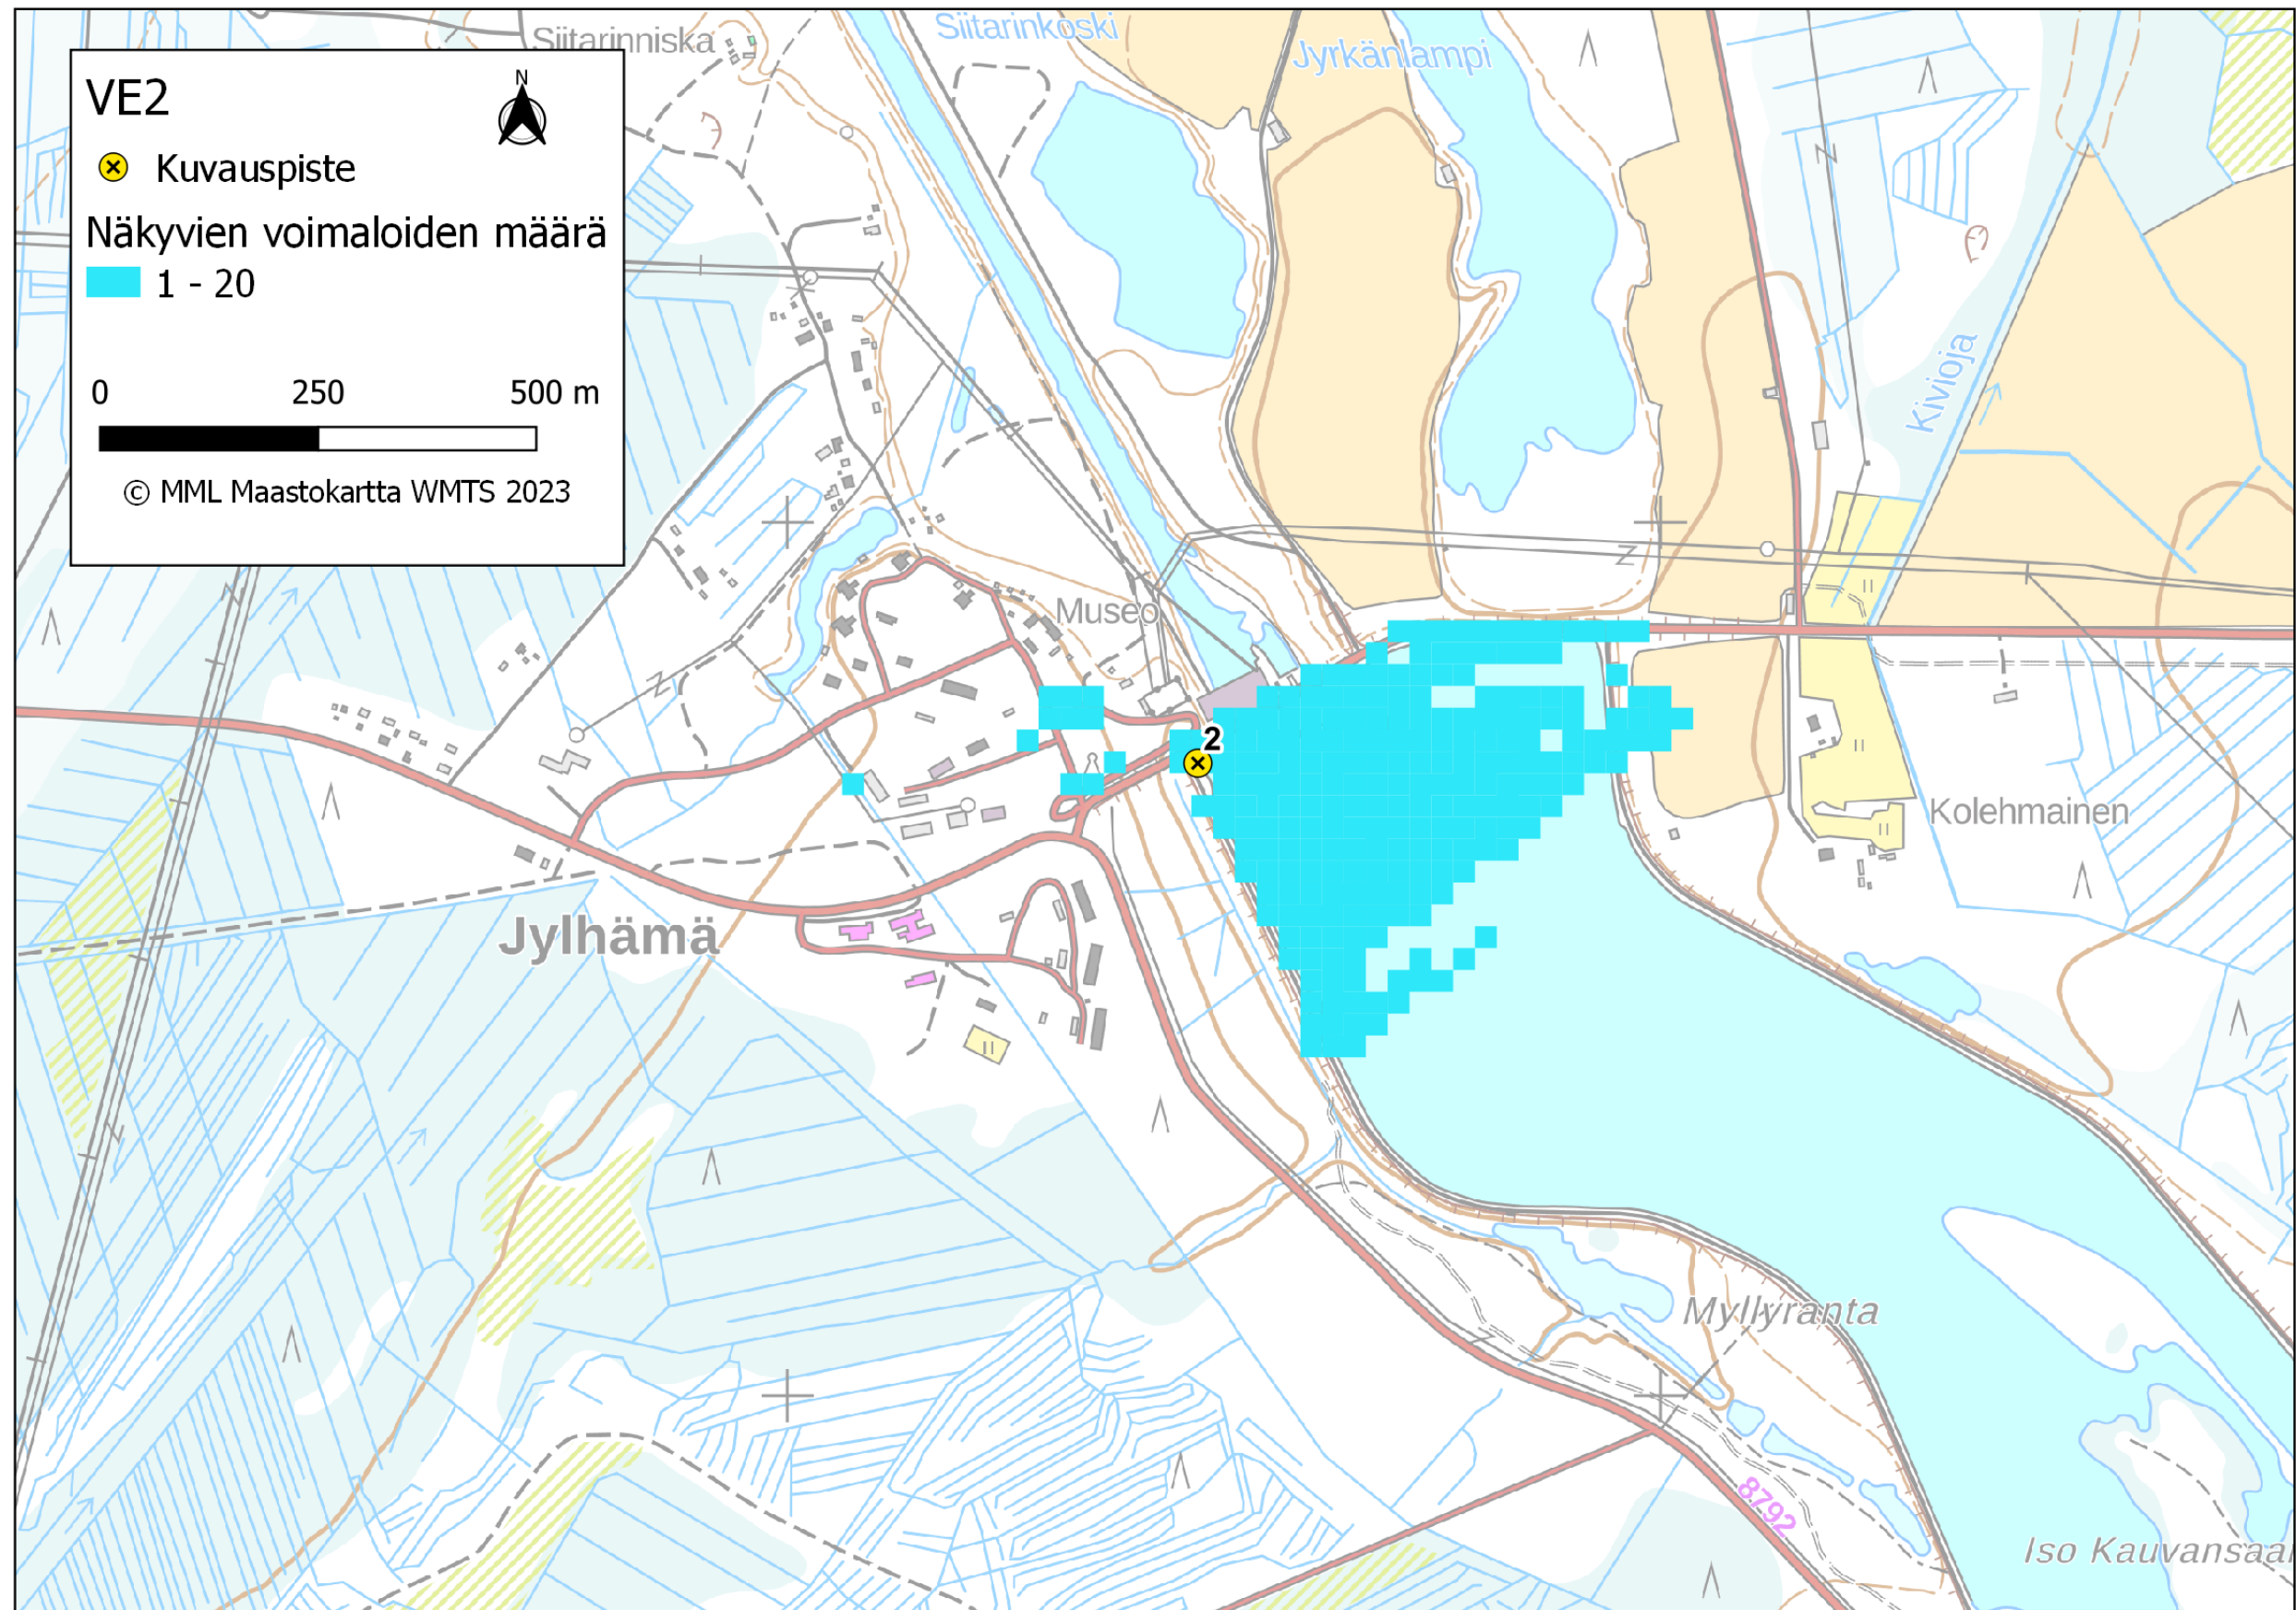 Siitarinniska
Siitarinkoski
Jyrkänlampi
VE2
N
Kuvauspiste
Näkyvien voimaloiden määrä
1 - 20
0 250 500 m
© MML Maastokartta WMTS 2023
Kivioja
Museo
2
Kolehmainen
Jylhämä
Myllyranta
8792
Iso Kauvansaa